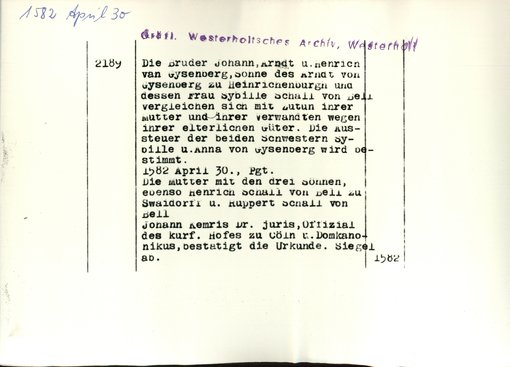 1582 April 30
Gräfl. Westerholtsches Archiv, Westerholt
2189
Die Brüder Johann, Arndt u. Henrich
van Gysenberg, Söhne des Arndt von
Gysenberg zu Heinrichenburgh und
dessen Frau Sybille Schall von Bell
vergleichen sich mit Zutun ihrer
Mutter und ihrer Verwandten wegen
ihrer elterlichen Güter. Die Aus-
steuer der beiden Schwestern Sy-
bille u. Anna von Gysenberg wird be-
stimmt.
1582 April 30., Pgt.
Die Mutter mit den drei Söhnen,
ebenso Henrich Schall von Bell zu
Swaldorff u. Ruppert Schall von
Bell
Johann Kemris Dr. juris, Offizial
des kurf. Hofes zu Cöln u. Domkano-
nikus, bestätigt die Urkunde. Siegel
ab.
1582